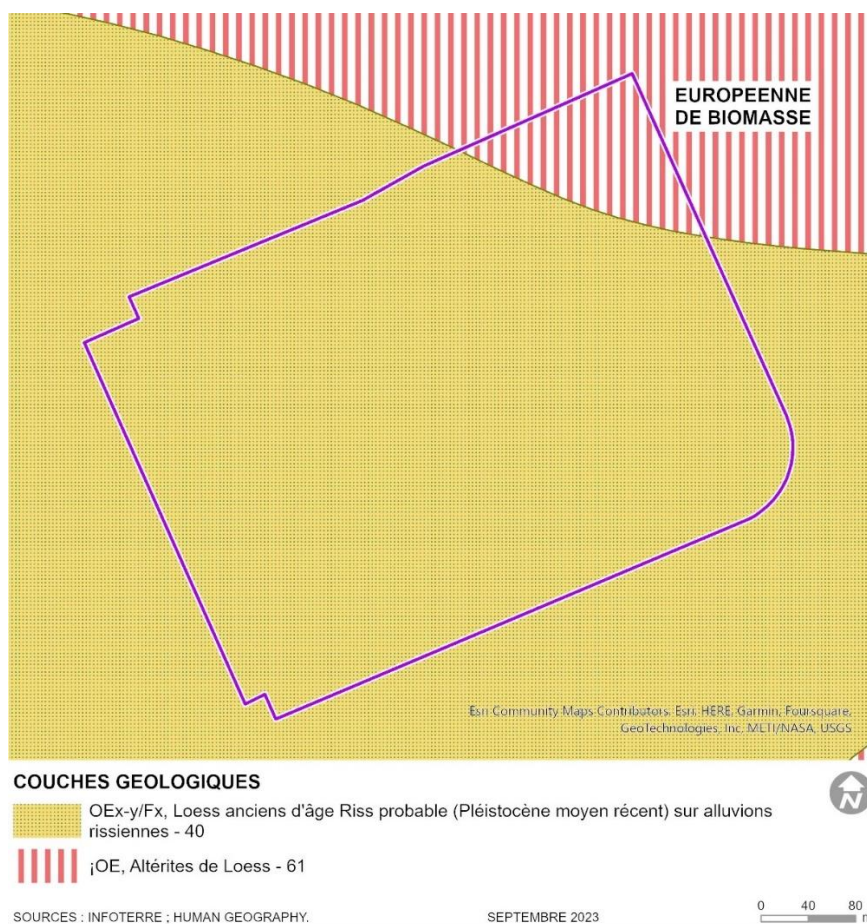 EUROPEENNE
DE BIOMASSE
Esri Community Maps Contributors, Esri, HERE, Garmin, Foursquare,
GeoTechnologies, Inc, METI/NASA, USGS
COUCHES GEOLOGIQUES
N
OEx-y/Fx, Loess anciens d'âge Riss probable (Pléistocène moyen récent) sur alluvions
rissiennes - 40
¡OE, Altérites de Loess - 61
0 40 80
m
SOURCES : INFOTERRE ; HUMAN GEOGRAPHY. SEPTEMBRE 2023